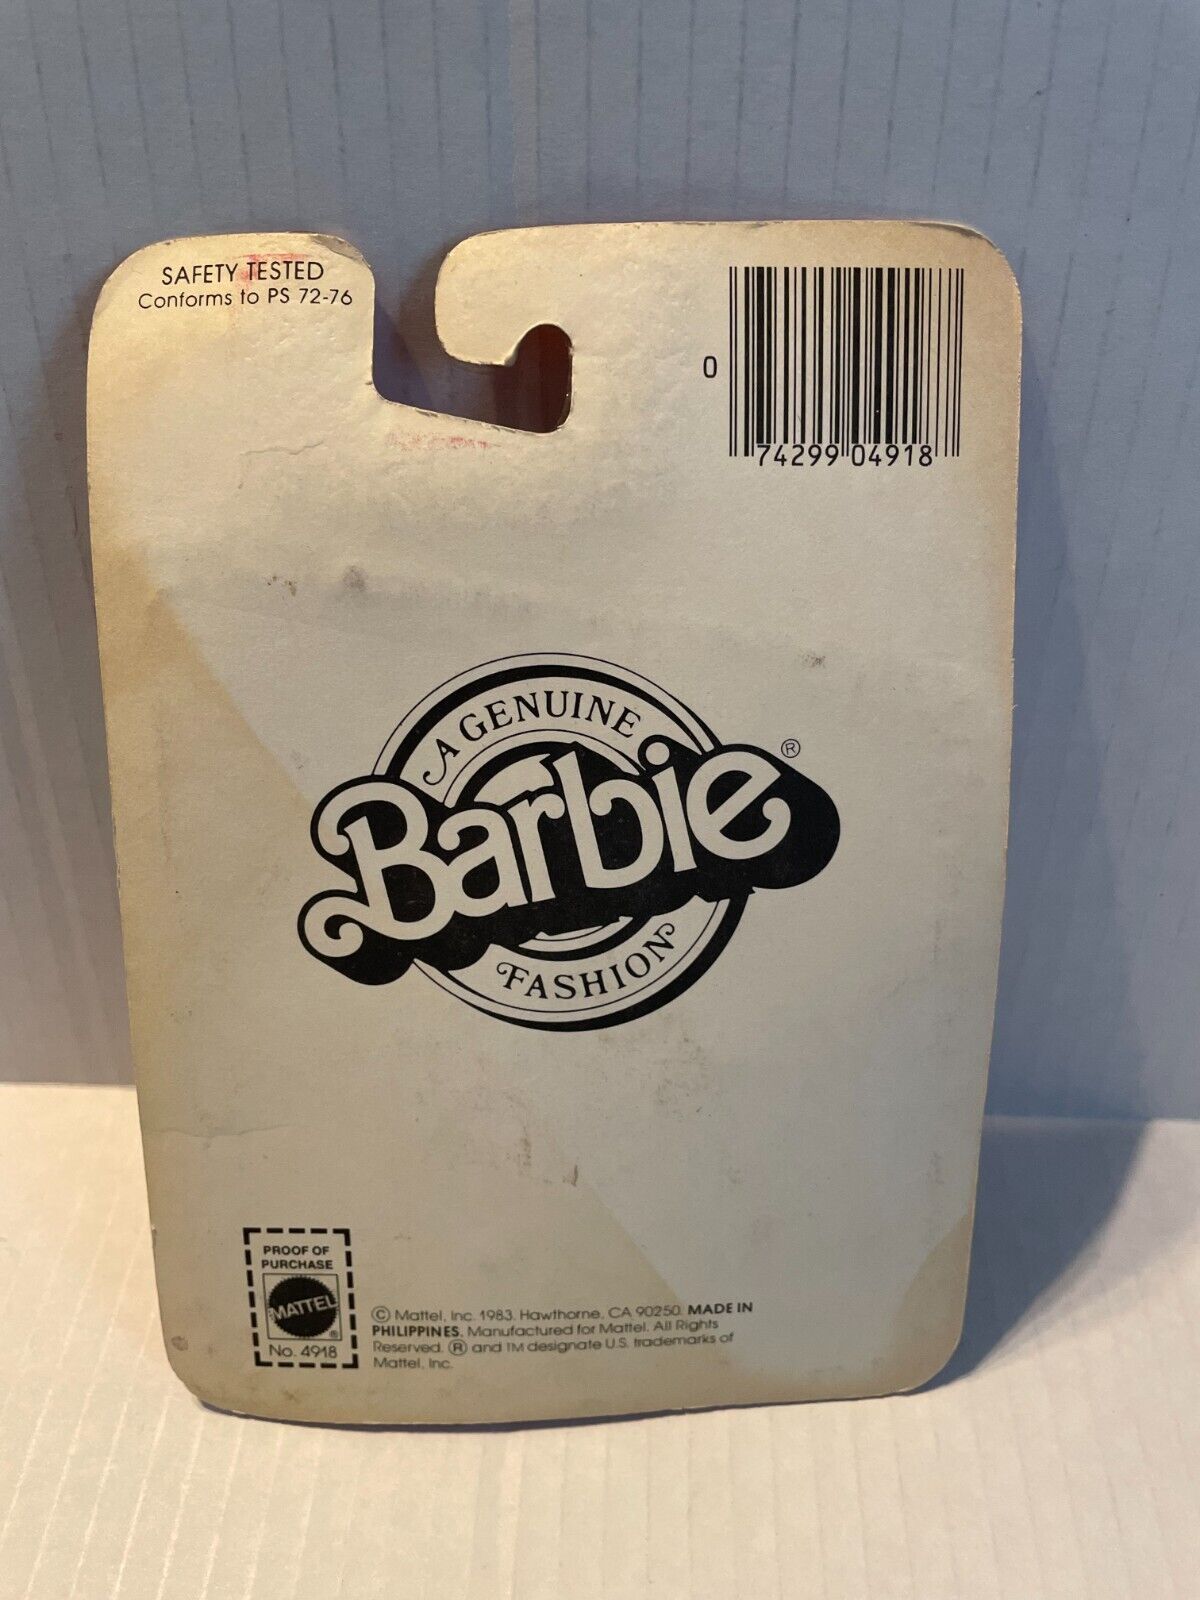 SAFETY TESTED
Conforms to PS 72-76
0 74299 04918
A GENUINE
Barbie®
FASHION
PROOF OF
PURCHASE
MATTEL®
No. 4918
© Mattel, Inc. 1983. Hawthorne, CA 90250. MADE IN
PHILIPPINES. Manufactured for Mattel. All Rights
Reserved. ® and TM designate U.S. trademarks of
Mattel, Inc.